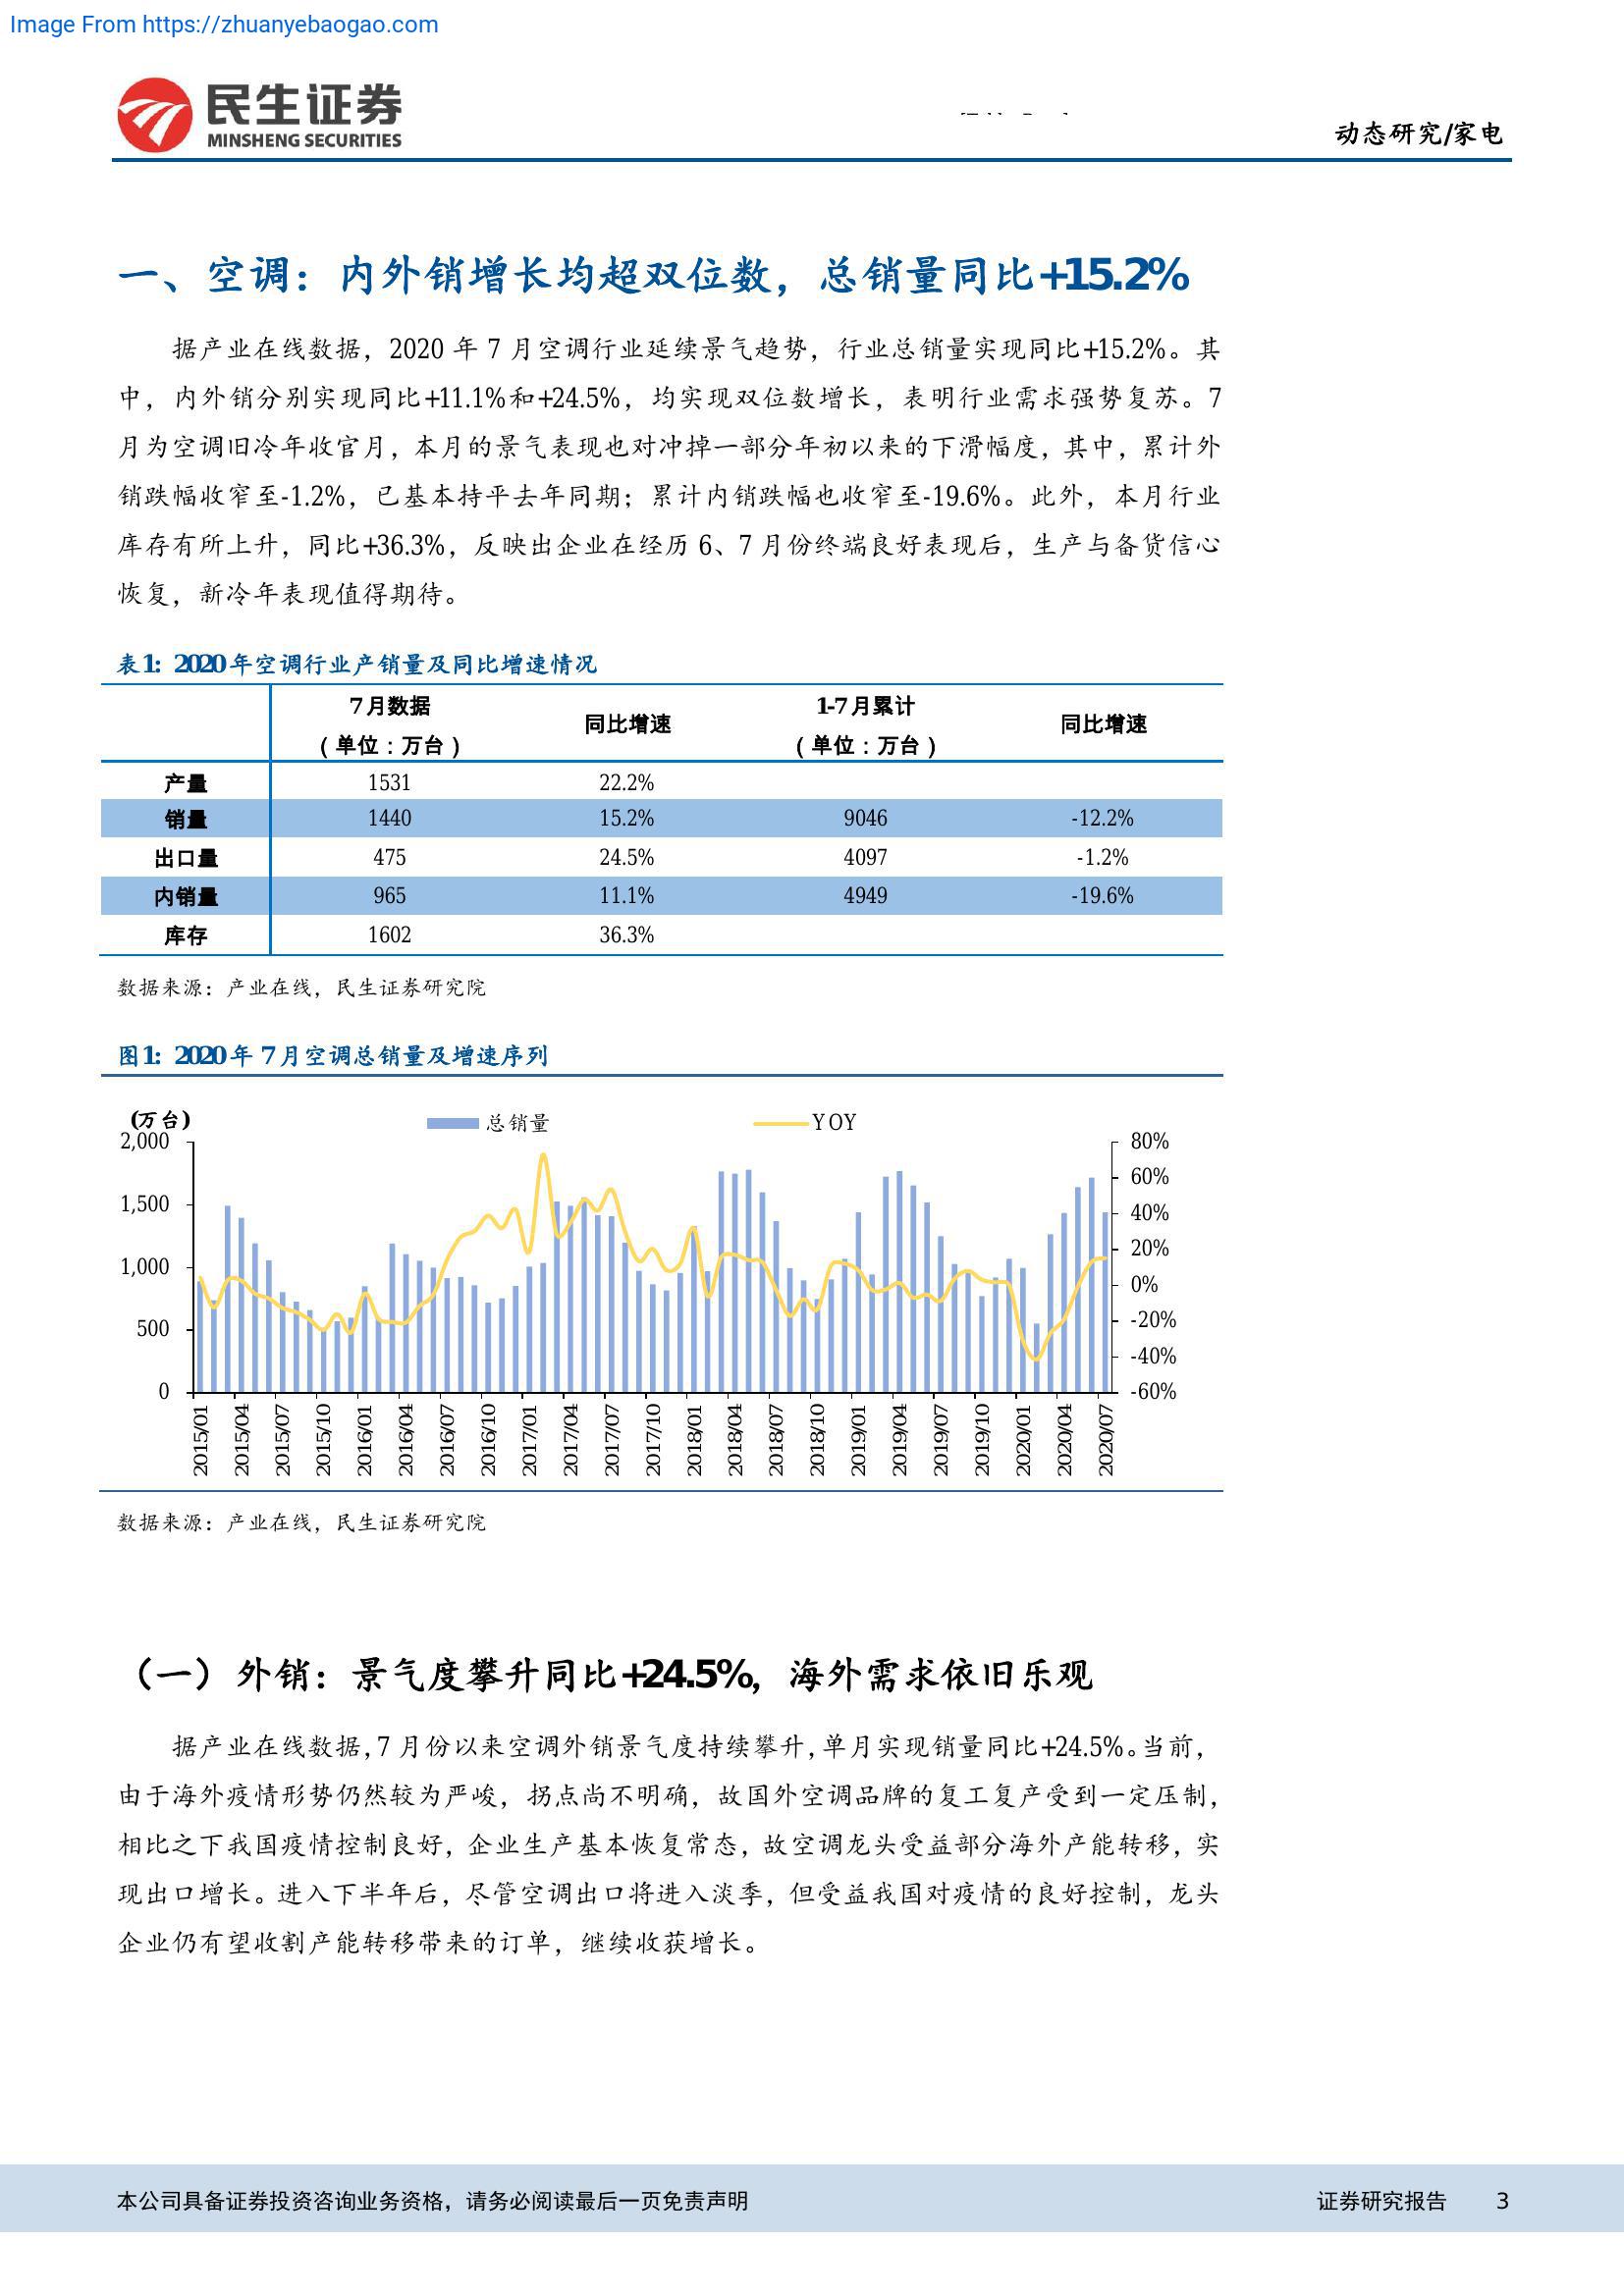 Image From https://zhuanyebaogao.com
民生证券
MINSHENG SECURITIES
动态研究/家电
一、空调：内外销增长均超双位数，总销量同比+15.2%
据产业在线数据，2020 年 7 月空调行业延续景气趋势，行业总销量实现同比+15.2%。其
中，内外销分别实现同比+11.1%和+24.5%，均实现双位数增长，表明行业需求强势复苏。7
月为空调旧冷年收官月，本月的景气表现也对冲掉一部分年初以来的下滑幅度，其中，累计外
销跌幅收窄至-1.2%，已基本持平去年同期；累计内销跌幅也收窄至-19.6%。此外，本月行业
库存有所上升，同比+36.3%，反映出企业在经历 6、7 月份终端良好表现后，生产与备货信心
恢复，新冷年表现值得期待。
表1: 2020年空调行业产销量及同比增速情况
7月数据 （单位：万台） 同比增速 1-7月累计 （单位：万台） 同比增速
产量 1531 22.2%
销量 1440 15.2% 9046 -12.2%
出口量 475 24.5% 4097 -1.2%
内销量 965 11.1% 4949 -19.6%
库存 1602 36.3%
数据来源：产业在线，民生证券研究院
图1: 2020年 7月空调总销量及增速序列
(万台) 总销量 YOY
2,000 80%
60%
1,500 40%
20%
1,000 0%
500 -20%
-40%
0 -60%
2015/01 2015/04 2015/07 2015/10 2016/01 2016/04 2016/07 2016/10 2017/01 2017/04 2017/07 2017/10 2018/01 2018/04 2018/07 2018/10 2019/01 2019/04 2019/07 2019/10 2020/01 2020/04 2020/07
数据来源：产业在线，民生证券研究院
（一）外销：景气度攀升同比+24.5%，海外需求依旧乐观
据产业在线数据，7 月份以来空调外销景气度持续攀升，单月实现销量同比+24.5%。当前，
由于海外疫情形势仍然较为严峻，拐点尚不明确，故国外空调品牌的复工复产受到一定压制，
相比之下我国疫情控制良好，企业生产基本恢复常态，故空调龙头受益部分海外产能转移，实
现出口增长。进入下半年后，尽管空调出口将进入淡季，但受益我国对疫情的良好控制，龙头
企业仍有望收割产能转移带来的订单，继续收获增长。
本公司具备证券投资咨询业务资格，请务必阅读最后一页免责声明
证券研究报告 3